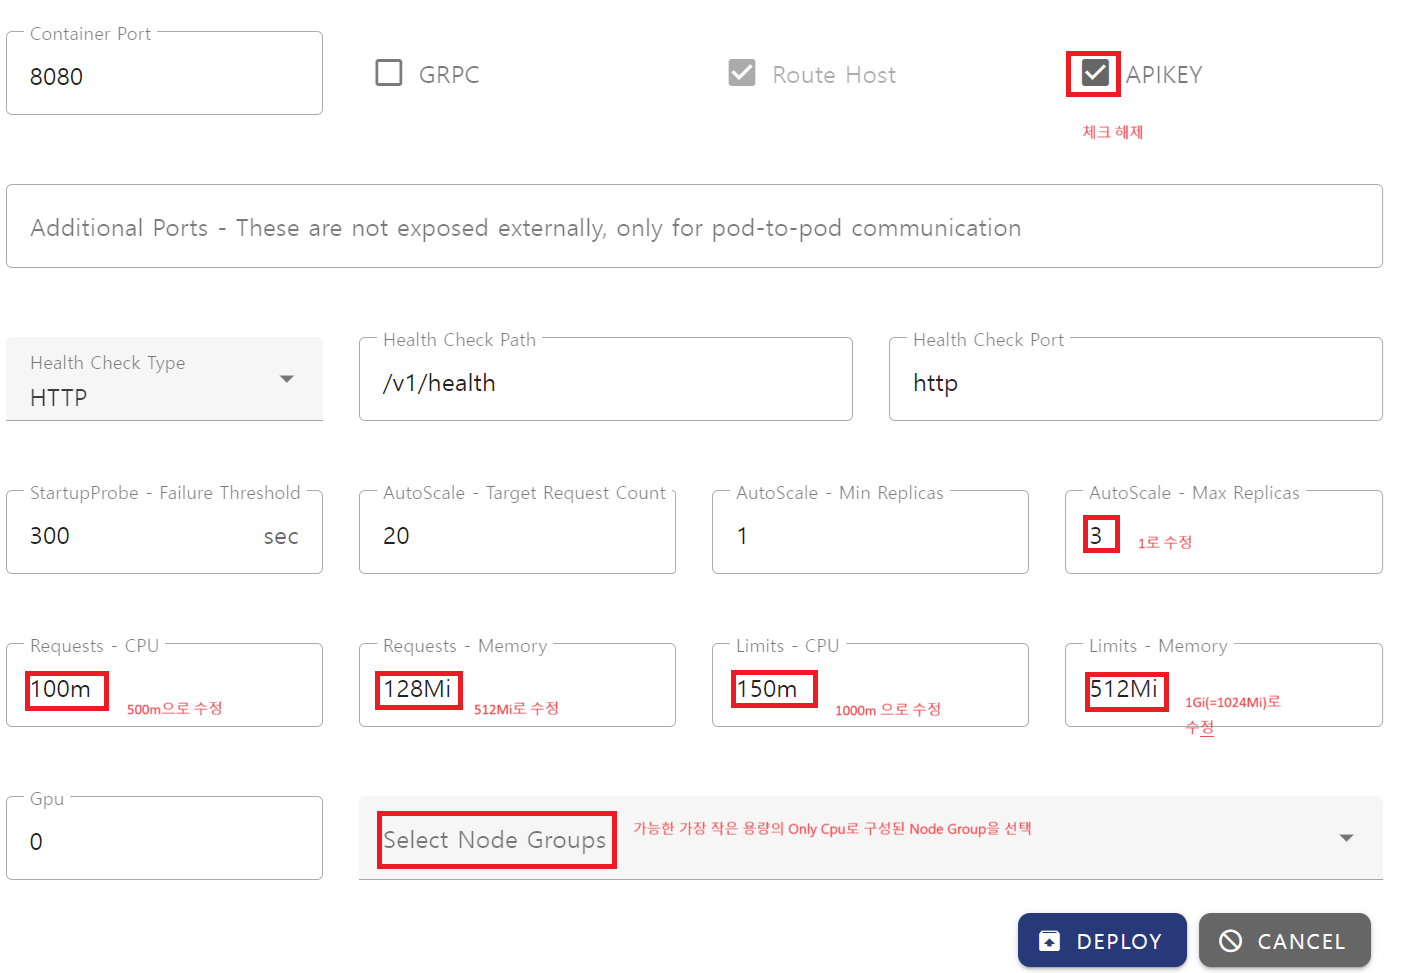 Container Port
8080
GRPC
Route Host
APIKEY
체크 해제
Additional Ports - These are not exposed externally, only for pod-to-pod communication
Health Check Type
HTTP
Health Check Path
/v1/health
Health Check Port
http
StartupProbe - Failure Threshold
300 sec
AutoScale - Target Request Count
20
AutoScale - Min Replicas
1
AutoScale - Max Replicas
3
1로 수정
Requests - CPU
100m
500m으로 수정
Requests - Memory
128Mi
512Mi로 수정
Limits - CPU
150m
1000m 으로 수정
Limits - Memory
512Mi
1Gi(=1024Mi)로
수정
Gpu
0
Select Node Groups
가능한 가장 작은 용량의 Only Cpu로 구성된 Node Group을 선택
DEPLOY
CANCEL